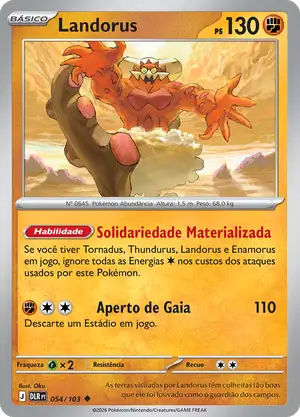 BÁSICO
Landorus
PS 130
Nº 0645 Pokémon Abundância Altura: 1,5 m Peso: 68,0 kg
Habilidade Solidariedade Materializada
Se você tiver Tornadus, Thundurus, Landorus e Enamorus
em jogo, ignore todas as Energias nos custos dos ataques
usados por este Pokémon.
Aperto de Gaia 110
Descarte um Estádio em jogo.
Fraqueza ×2 Resistência Recuo
Ilust. Oku
J DLR PT 054/103
As terras visitadas por Lândorus têm colheitas tão boas
que ele foi louvado como o guardião dos campos.
©2026 Pokémon/Nintendo/Creatures/GAME FREAK